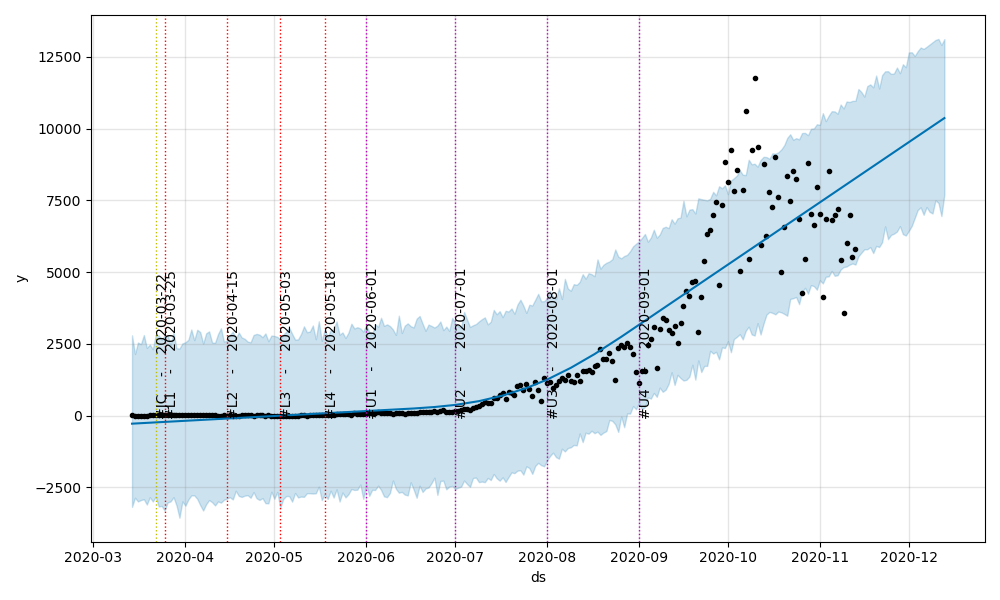 12500
10000
7500
5000
2500
0
−2500
y
#JC - 2020-03-22
#L1 - 2020-03-25
#L2 - 2020-04-15
#L3 - 2020-05-03
#L4 - 2020-05-18
#U1 - 2020-06-01
#U2 - 2020-07-01
#U3 - 2020-08-01
#U4 - 2020-09-01
2020-03 2020-04 2020-05 2020-06 2020-07 2020-08 2020-09 2020-10 2020-11 2020-12
ds